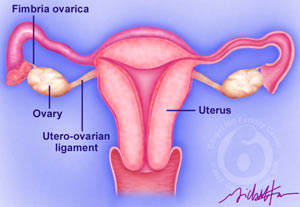 Fimbria ovarica
Ovary
Utero-ovarian
ligament
Uterus